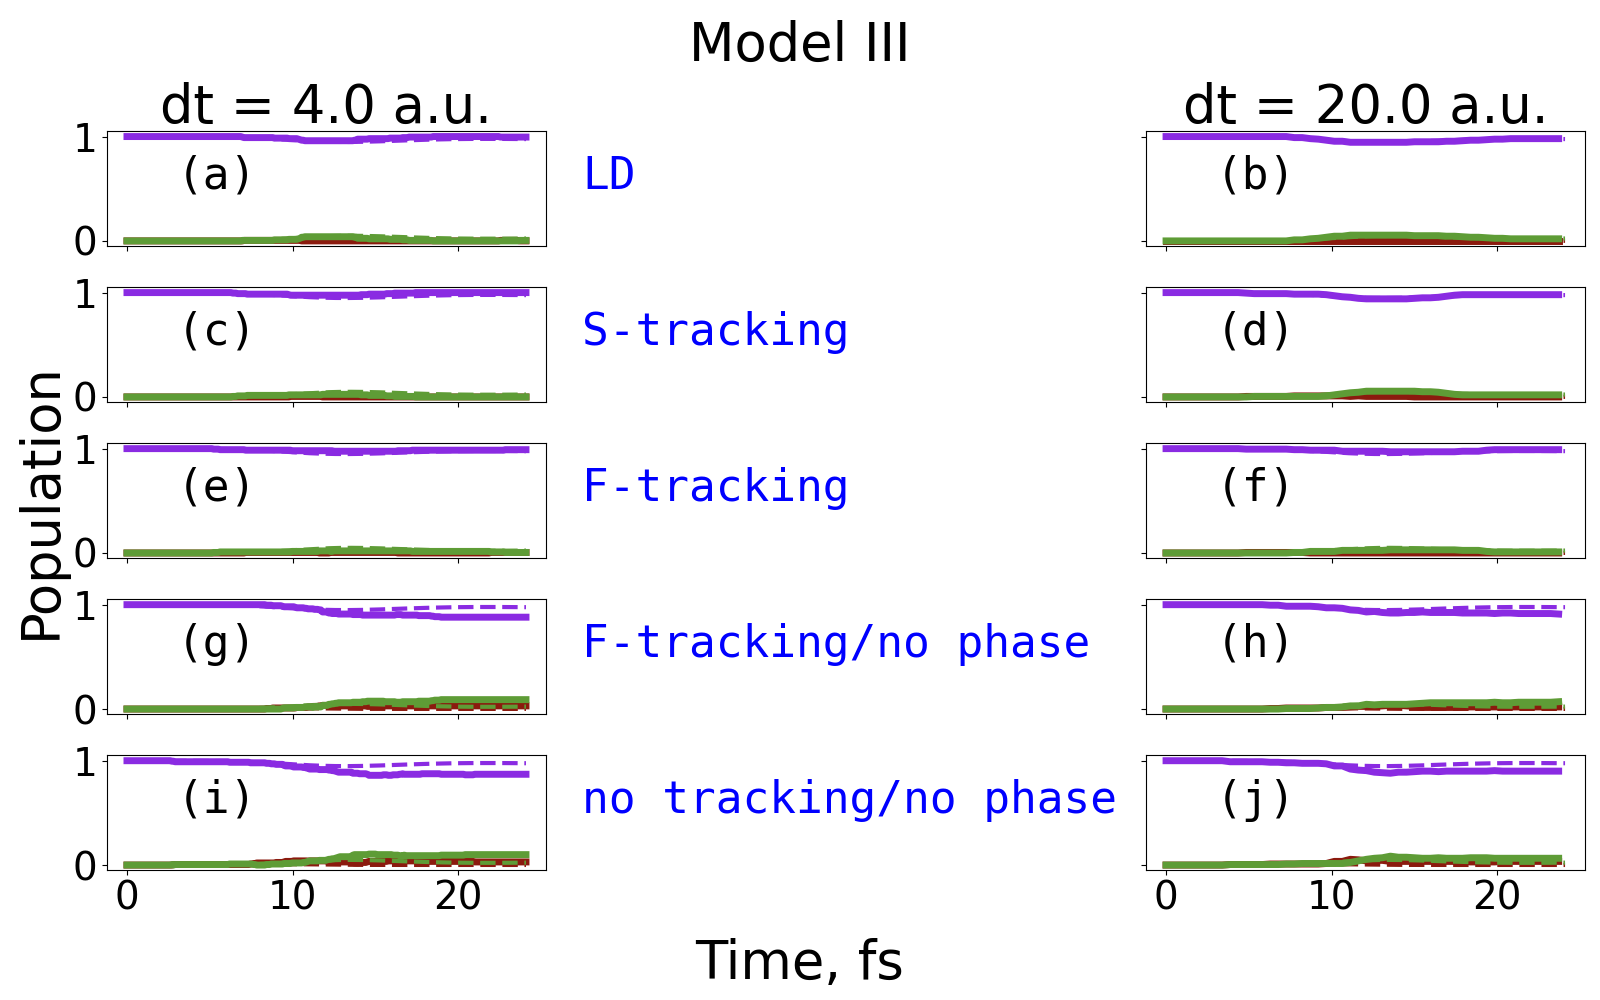 Model III
dt = 4.0 a.u.
dt = 20.0 a.u.
1
(a)
LD
(b)
0
1
(c)
S-tracking
(d)
0
1
(e)
F-tracking
(f)
0
1
(g)
F-tracking/no phase
(h)
0
1
(i)
no tracking/no phase
(j)
0
0 10 20
0 10 20
Population
Time, fs